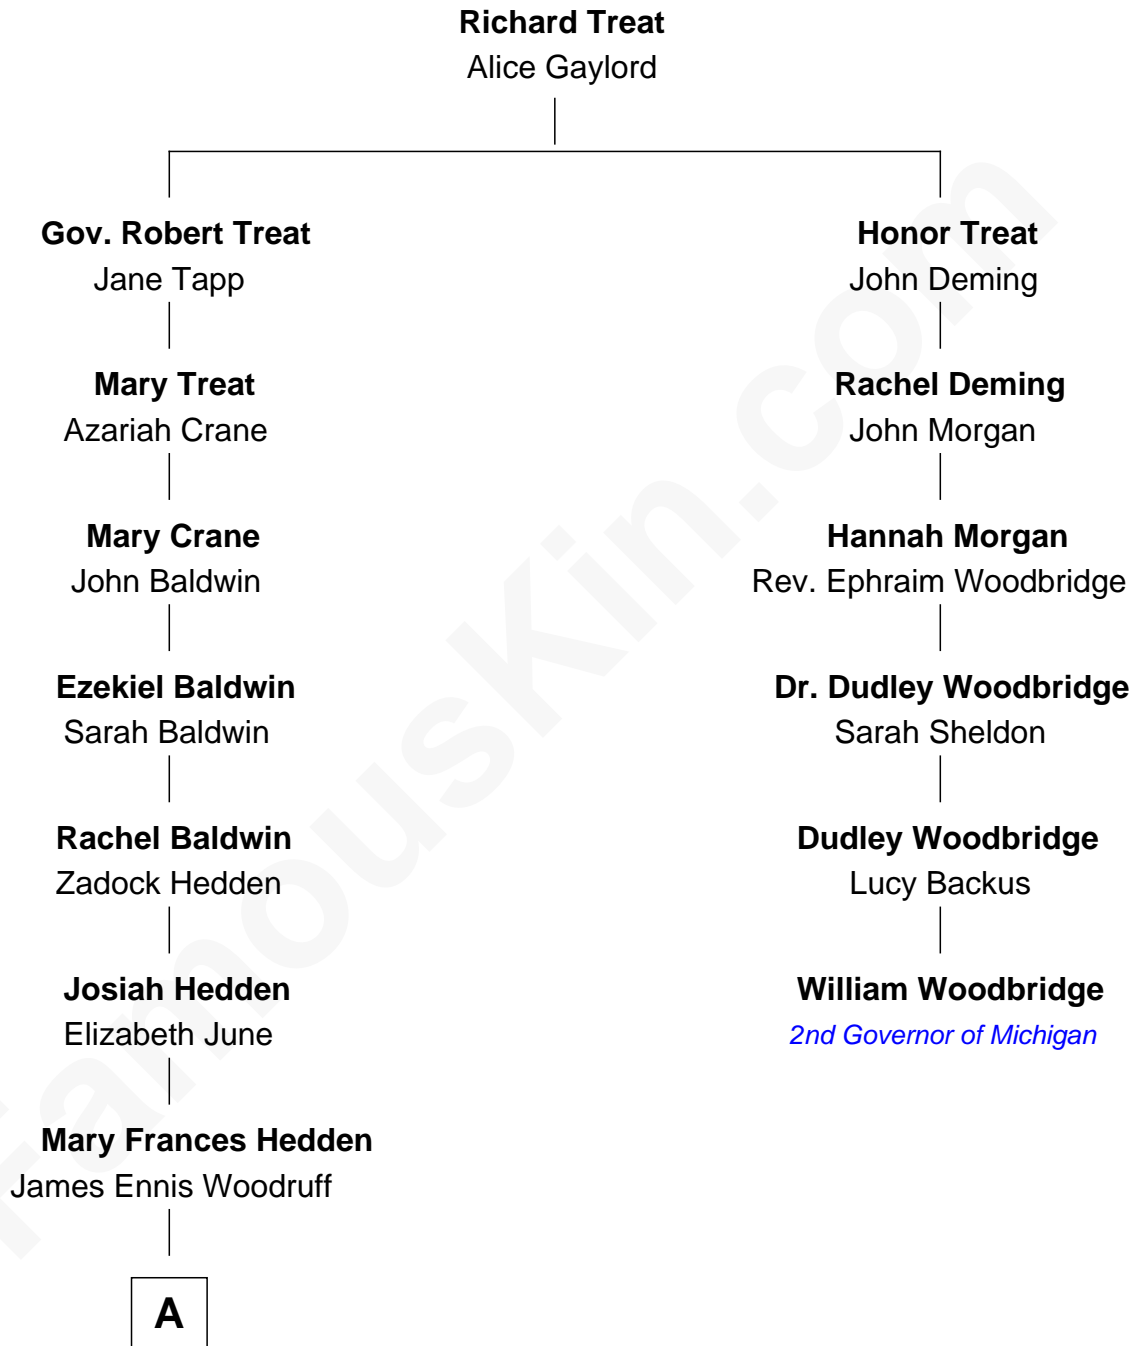 Richard Treat
Alice Gaylord
Gov. Robert Treat
Jane Tapp
Honor Treat
John Deming
Mary Treat
Azariah Crane
Rachel Deming
John Morgan
Mary Crane
John Baldwin
Hannah Morgan
Rev. Ephraim Woodbridge
Ezekiel Baldwin
Sarah Baldwin
Dr. Dudley Woodbridge
Sarah Sheldon
Rachel Baldwin
Zadock Hedden
Dudley Woodbridge
Lucy Backus
Josiah Hedden
Elizabeth June
William Woodbridge
2nd Governor of Michigan
Mary Frances Hedden
James Ennis Woodruff
A
FamousKin.com